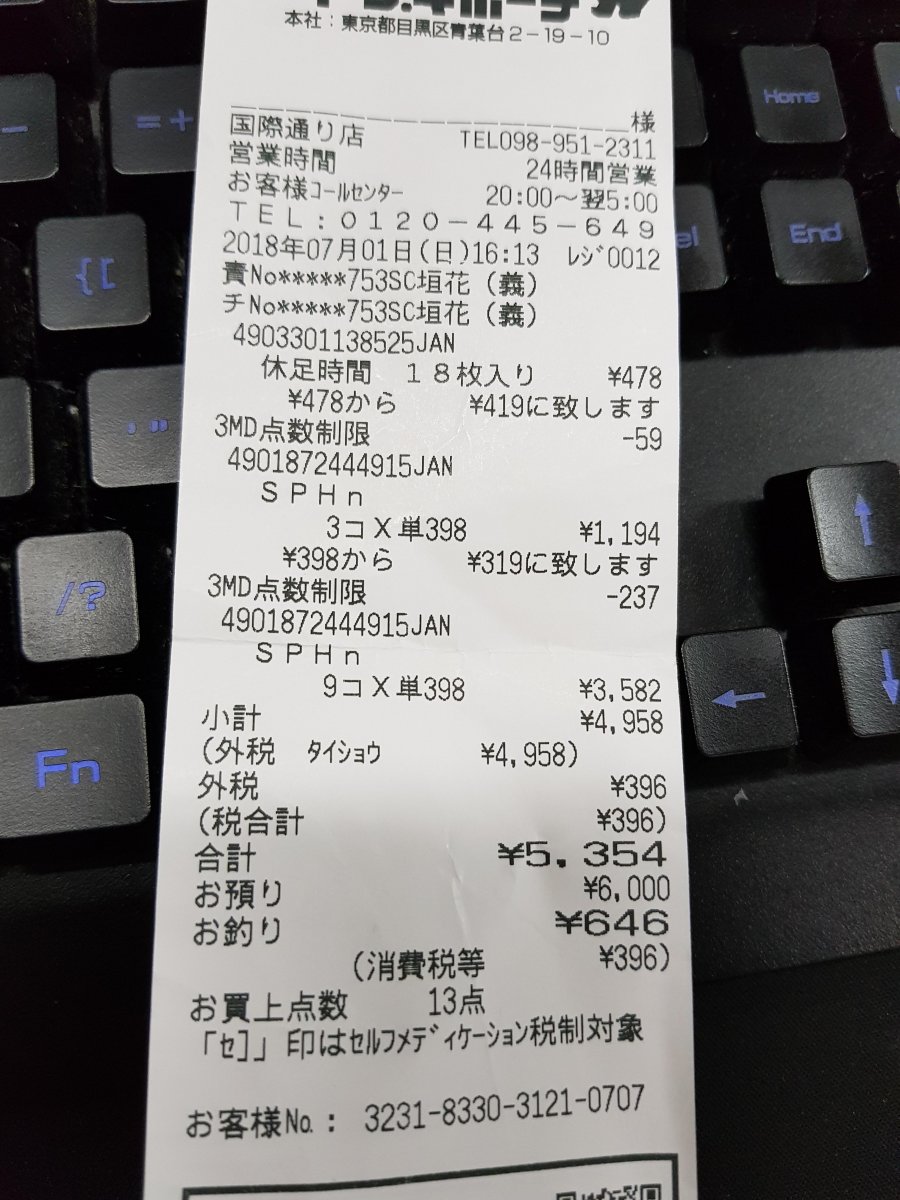 本社：東京都目黒区青葉台２－１９－１０
様
国際通り店 TEL098-951-2311
営業時間 24時間営業
お客様ｺｰﾙｾﾝﾀｰ 20:00～翌5:00
ＴＥＬ：０１２０－４４５－６４９
2018年07月01日(日)16:13 ﾚｼﾞ0012
責No*****753SC垣花（義）
チNo*****753SC垣花（義）
4903301138525JAN
休足時間 １８枚入り ¥478
¥478から ¥419に致します
3MD点数制限 -59
4901872444915JAN
ＳＰＨｎ
3コＸ単398 ¥1,194
¥398から ¥319に致します
3MD点数制限 -237
4901872444915JAN
ＳＰＨｎ
9コＸ単398 ¥3,582
小計 ¥4,958
(外税 ﾀｲｼｮｳ ¥4,958)
外税 ¥396
(税合計 ¥396)
合計 ¥5,354
お預り ¥6,000
お釣り ¥646
(消費税等 ¥396)
お買上点数 13点
「ｾ］」印はｾﾙﾌﾒﾃﾞｨｹｰｼｮﾝ税制対象
お客様No.： 3231-8330-3121-0707
=+
Home
End
el
{[
,"
/?
Fn
↑
←
↓